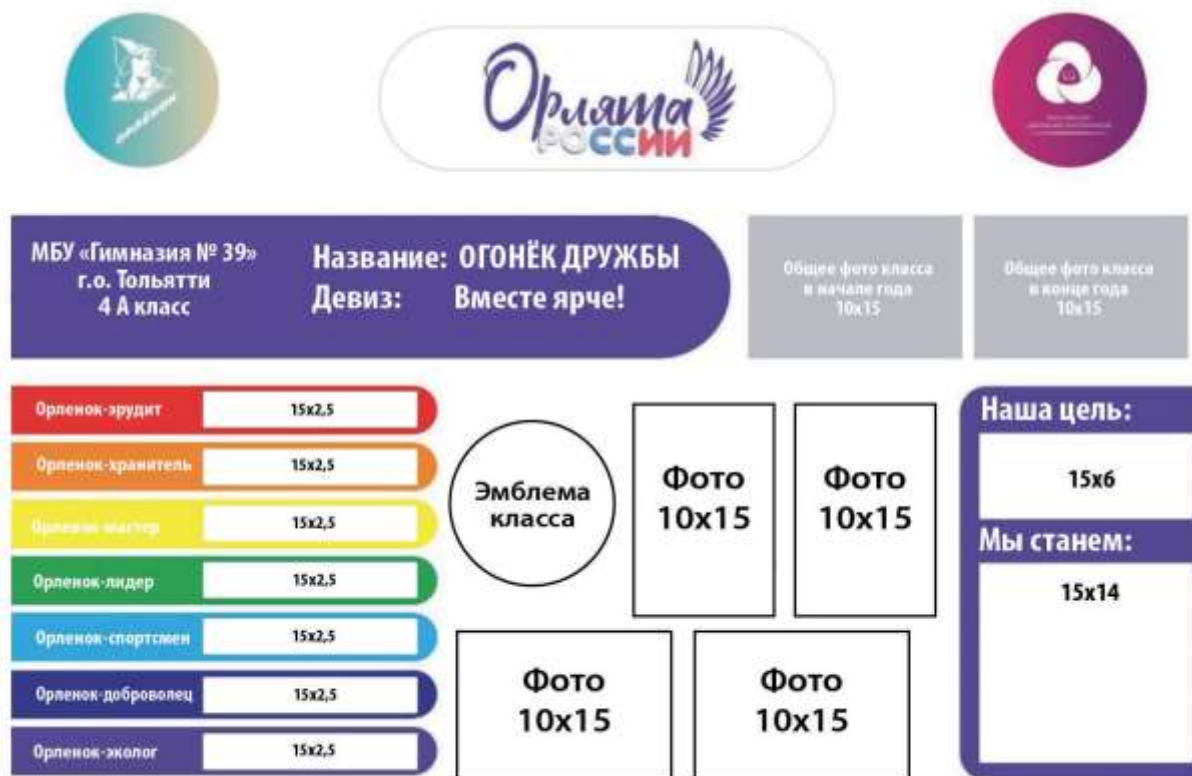 орлёнок
Орлята
РОССИИ
МБУ «Гимназия № 39»
г.о. Тольятти
4 А класс
Название: ОГОНЁК ДРУЖБЫ
Девиз: Вместе ярче!
Общее фото класса
в начале года
10x15
Общее фото класса
в конце года
10x15
Орленок-эрудит
15x2,5
Орленок-хранитель
15x2,5
Орленок-мастер
15x2,5
Орленок-лидер
15x2,5
Орленок-спортсмен
15x2,5
Орленок-доброволец
15x2,5
Орленок-эколог
15x2,5
Эмблема
класса
Фото
10x15
Фото
10x15
Фото
10x15
Фото
10x15
Наша цель:
15x6
Мы станем:
15x14